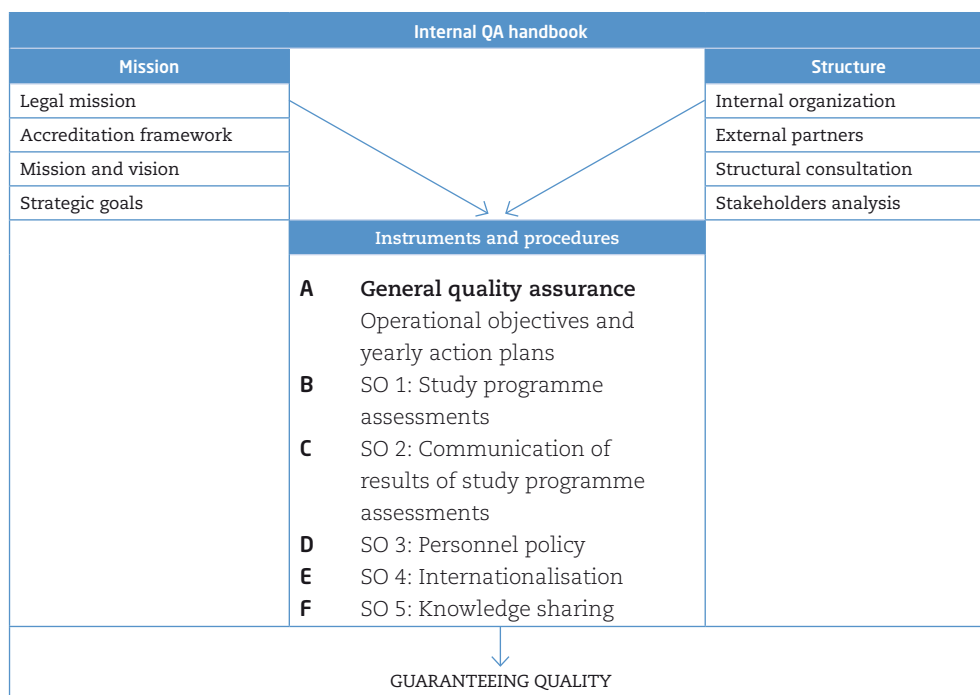 Internal QA handbook
Mission
Legal mission
Accreditation framework
Mission and vision
Strategic goals
Structure
Internal organization
External partners
Structural consultation
Stakeholders analysis
Instruments and procedures
A General quality assurance
Operational objectives and
yearly action plans
B SO 1: Study programme
assessments
C SO 2: Communication of
results of study programme
assessments
D SO 3: Personnel policy
E SO 4: Internationalisation
F SO 5: Knowledge sharing
GUARANTEEING QUALITY